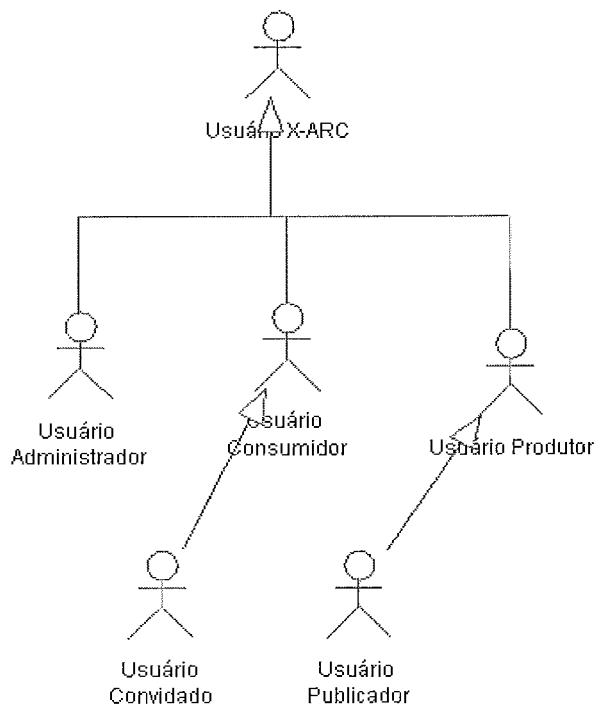 Usuário X-ARC
Usuário
Administrador
Usuário
Consumidor
Usuário Produtor
Usuário
Convidado
Usuário
Publicador